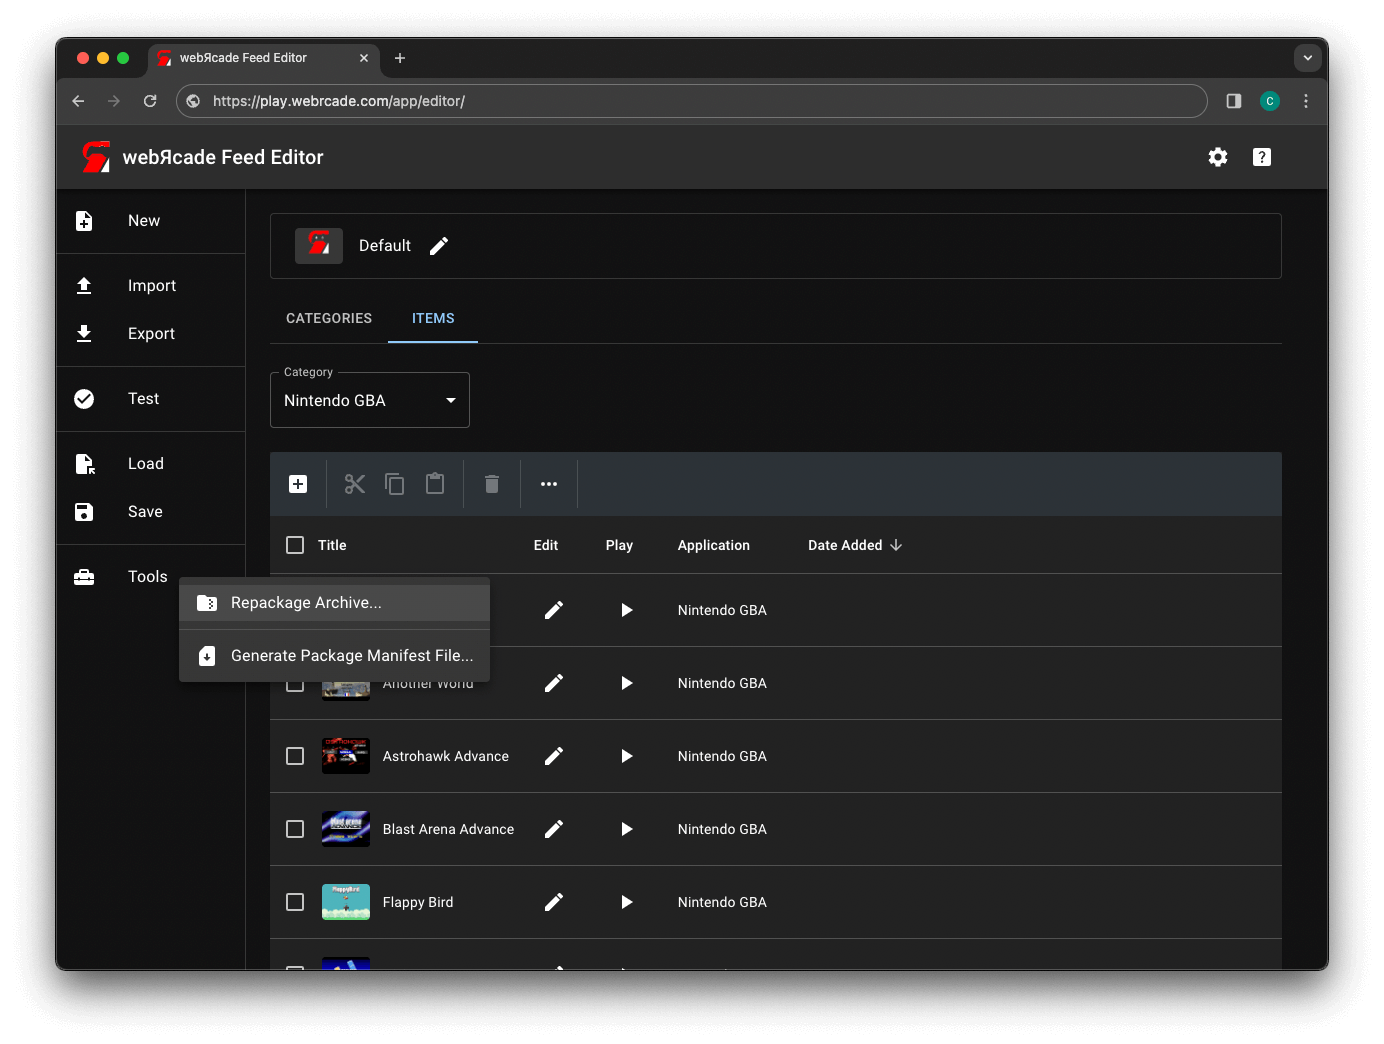 webЯcade Feed Editor
https://play.webrcade.com/app/editor/
C
webЯcade Feed Editor
?
New
Import
Export
Test
Load
Save
Tools
Default
CATEGORIES
ITEMS
Category
Nintendo GBA
Title
Edit
Play
Application
Date Added
Repackage Archive...
Generate Package Manifest File...
Nintendo GBA
Another World
Nintendo GBA
Astrohawk Advance
Nintendo GBA
Blast Arena Advance
Nintendo GBA
Flappy Bird
Nintendo GBA